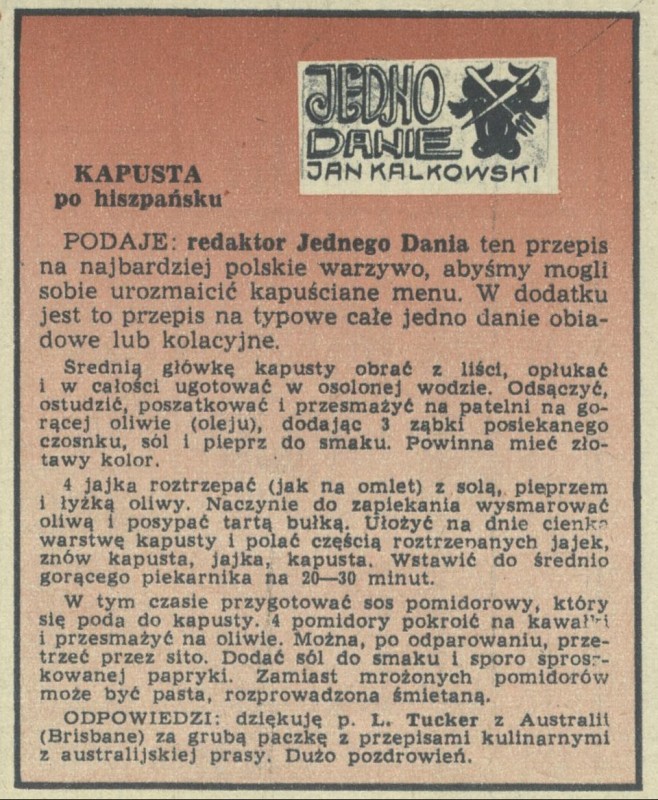 JEDNO
DANIE
JAN KALKOWSKI
KAPUSTA
po hiszpańsku
PODAJE: redaktor Jednego Dania ten przepis
na najbardziej polskie warzywo, abyśmy mogli
sobie urozmaicić kapuściane menu. W dodatku
jest to przepis na typowe całe jedno danie obia-
dowe lub kolacyjne.
Średnią główkę kapusty obrać z liści, opłukać
i w całości ugotować w osolonej wodzie. Odsączyć,
ostudzić, poszatkować i przesmażyć na patelni na go-
rącej oliwie (oleju), dodając 3 ząbki posiekanego
czosnku, sól i pieprz do smaku. Powinna mieć zło-
tawy kolor.
4 jajka roztrzepać (jak na omlet) z solą, pieprzem
i łyżką oliwy. Naczynie do zapiekania wysmarować
oliwą i posypać tartą bułką. Ułożyć na dnie cienką
warstwę kapusty i polać częścią roztrzepanych jajek,
znów kapusta, jajka, kapusta. Wstawić do średnio
gorącego piekarnika na 20—30 minut.
W tym czasie przygotować sos pomidorowy, który
się poda do kapusty. 4 pomidory pokroić na kawałki
i przesmażyć na oliwie. Można, po odparowaniu, prze-
trzeć przez sito. Dodać sól do smaku i sporo sprosz-
kowanej papryki. Zamiast mrożonych pomidorów
może być pasta, rozprowadzona śmietaną.
ODPOWIEDZI: dziękuję p. L. Tucker z Australii
(Brisbane) za grubą paczkę z przepisami kulinarnymi
z australijskiej prasy. Dużo pozdrowień.